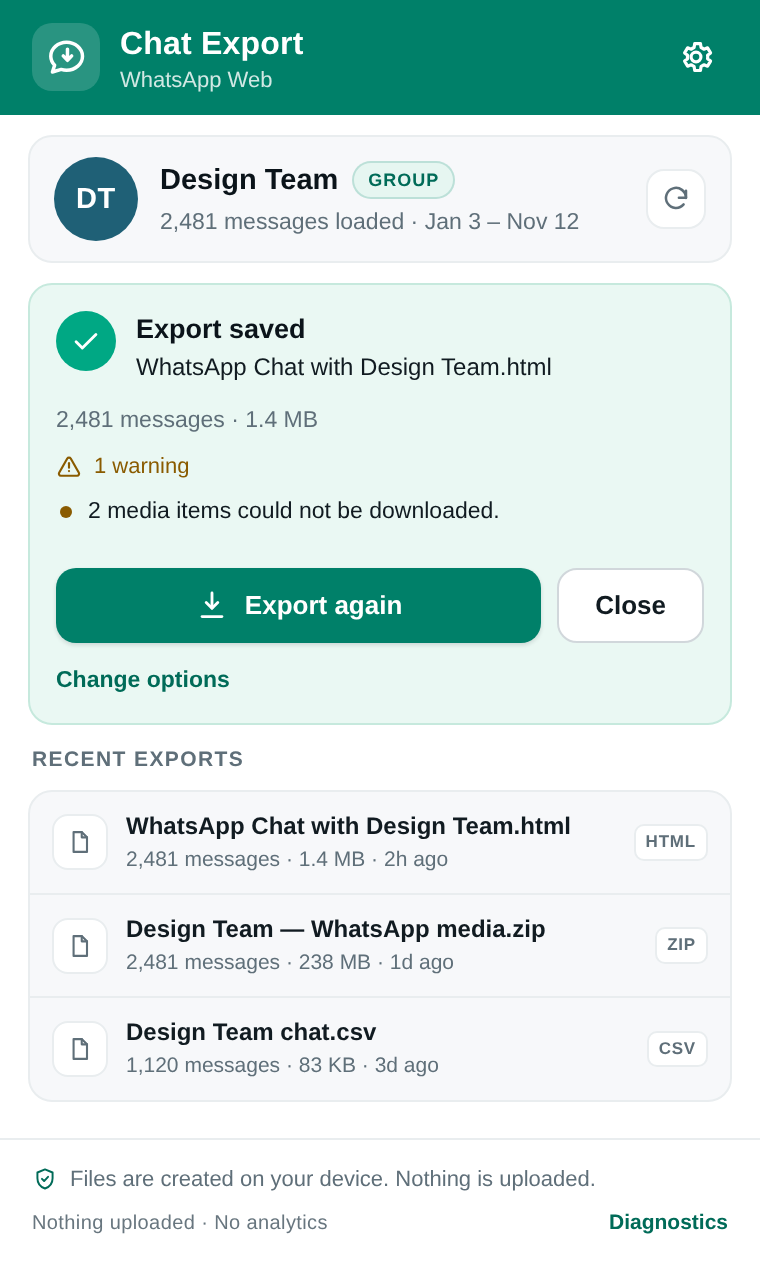 Chat Export
WhatsApp Web
DT
Design Team GROUP
2,481 messages loaded · Jan 3 – Nov 12
Export saved
WhatsApp Chat with Design Team.html
2,481 messages · 1.4 MB
1 warning
2 media items could not be downloaded.
Export again
Close
Change options
RECENT EXPORTS
WhatsApp Chat with Design Team.html
2,481 messages · 1.4 MB · 2h ago
HTML
Design Team — WhatsApp media.zip
2,481 messages · 238 MB · 1d ago
ZIP
Design Team chat.csv
1,120 messages · 83 KB · 3d ago
CSV
Files are created on your device. Nothing is uploaded.
Nothing uploaded · No analytics
Diagnostics